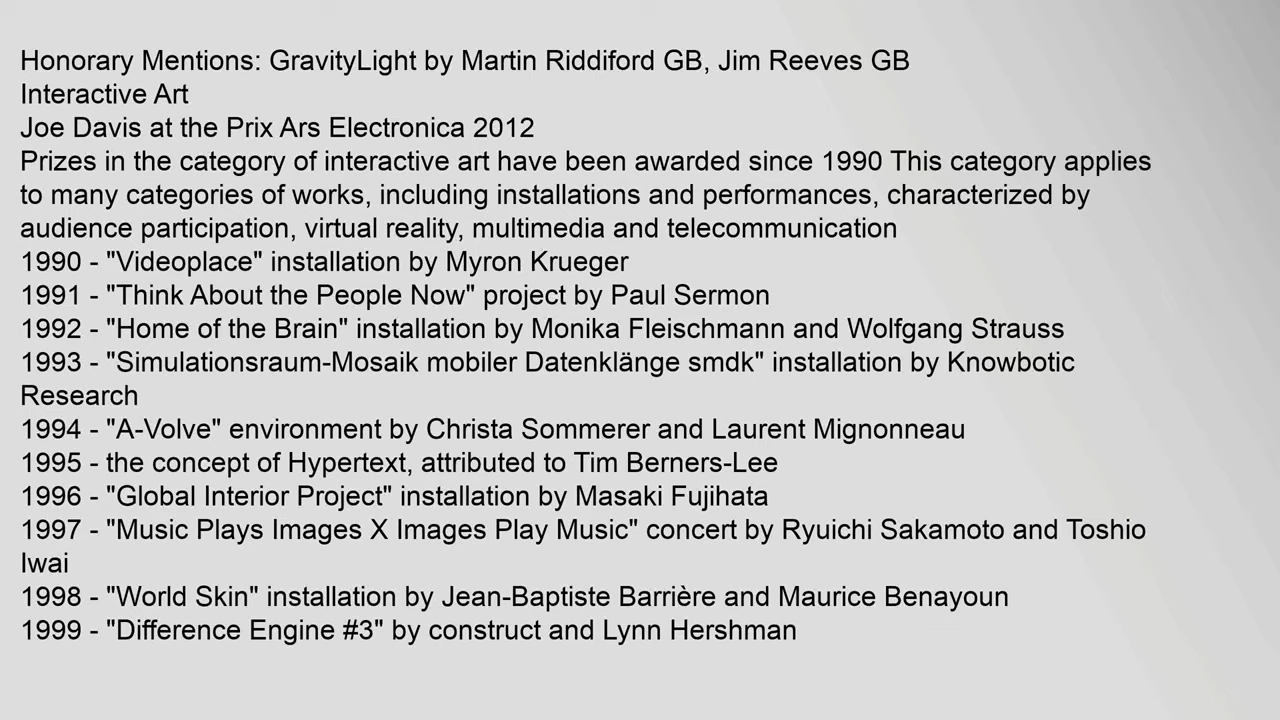 Honorary Mentions: GravityLight by Martin Riddiford GB, Jim Reeves GB
Interactive Art
Joe Davis at the Prix Ars Electronica 2012
Prizes in the category of interactive art have been awarded since 1990 This category applies
to many categories of works, including installations and performances, characterized by
audience participation, virtual reality, multimedia and telecommunication
1990 - "Videoplace" installation by Myron Krueger
1991 - "Think About the People Now" project by Paul Sermon
1992 - "Home of the Brain" installation by Monika Fleischmann and Wolfgang Strauss
1993 - "Simulationsraum-Mosaik mobiler Datenklänge smdk" installation by Knowbotic
Research
1994 - "A-Volve" environment by Christa Sommerer and Laurent Mignonneau
1995 - the concept of Hypertext, attributed to Tim Berners-Lee
1996 - "Global Interior Project" installation by Masaki Fujihata
1997 - "Music Plays Images X Images Play Music" concert by Ryuichi Sakamoto and Toshio
Iwai
1998 - "World Skin" installation by Jean-Baptiste Barrière and Maurice Benayoun
1999 - "Difference Engine #3" by construct and Lynn Hershman